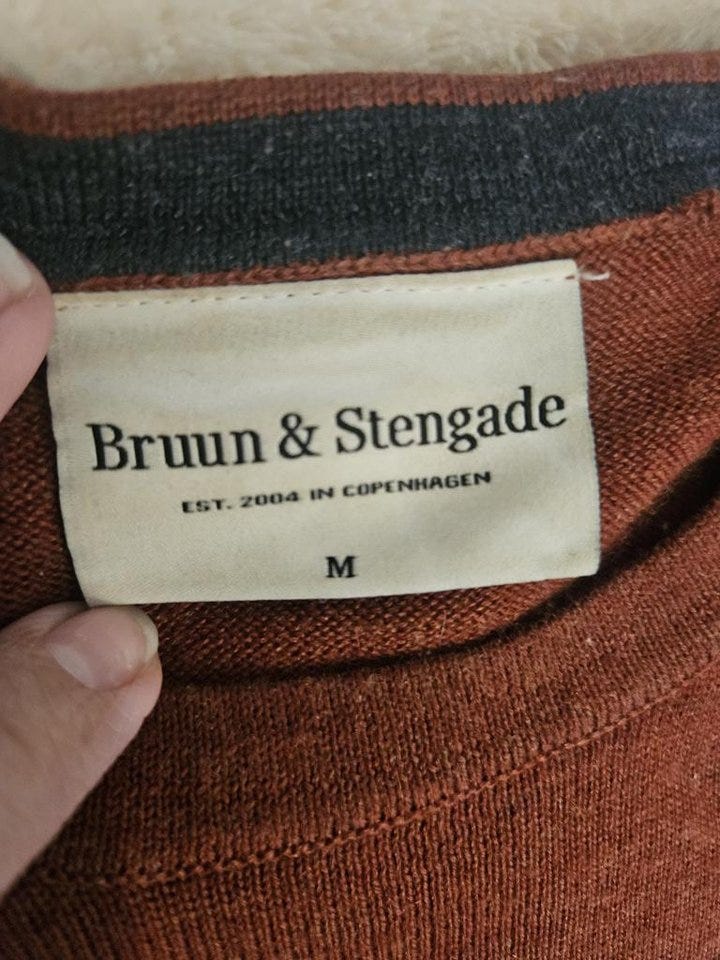 Bruun & Stengade
EST. 2004 IN COPENHAGEN
M